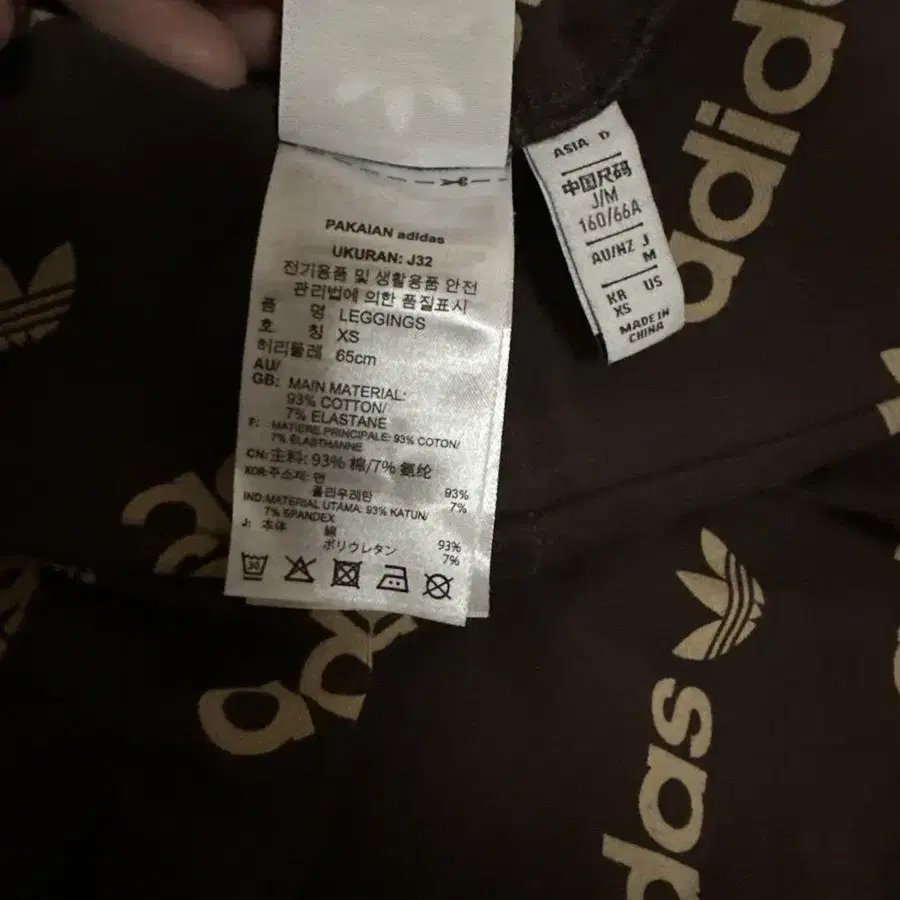 PAKAIAN adidas
UKURAN: J32
전기용품 및 생활용품 안전
관리법에 의한 품질표시
품 명 LEGGINGS
호 칭 XS
허리둘레 65cm
AU/
GB: MAIN MATERIAL:
93% COTTON/
7% ELASTANE
F: MATIERE PRINCIPALE: 93% COTON/
7% ELASTHANNE
CN: 主料: 93% 棉/7% 氨纶
KOR: 주소재: 면 93%
폴리우레탄 7%
IND: MATERIAL UTAMA: 93% KATUN/
7% SPANDEX
J: 本体 綿 93%
ポリウレタン 7%
30
ASIA D
中国尺码
J/M
160/66A
AU/NZ J
M
KR US
XS
MADE IN
CHINA
adidas
adidas
adidas